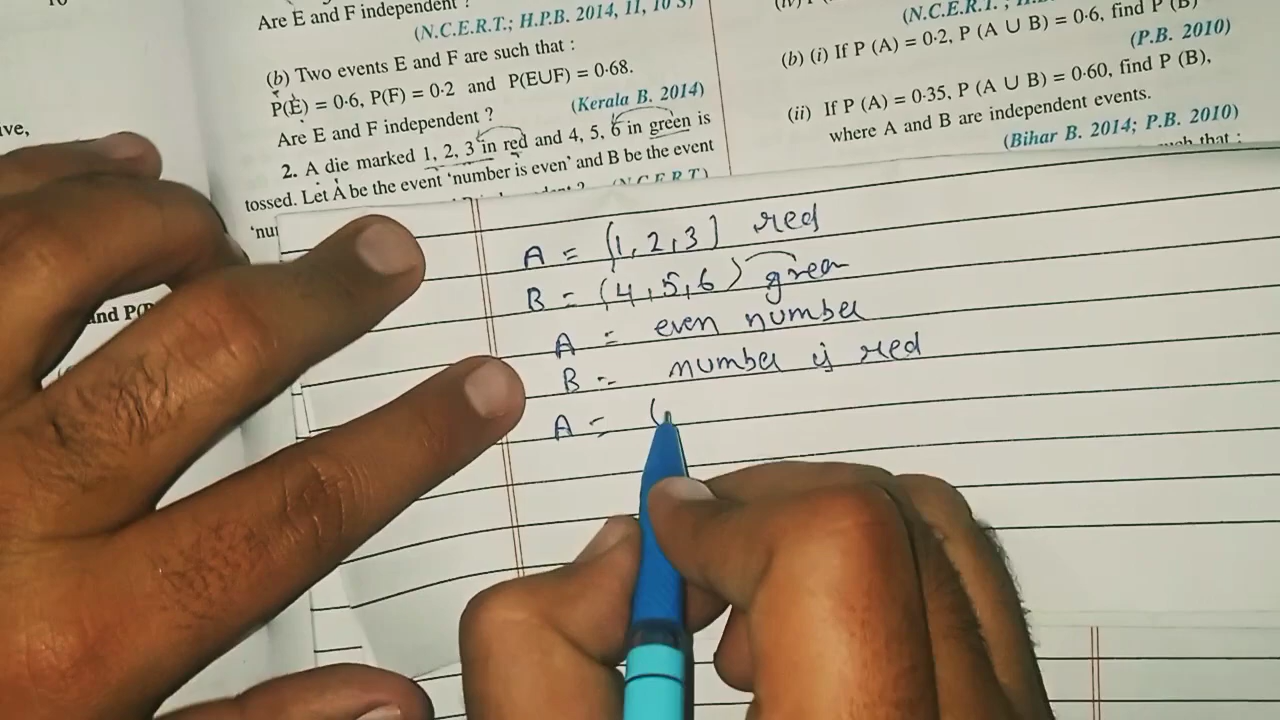 Are E and F independent ?
(N.C.E.R.T.; H.P.B. 2014, 11, 10 S)
(b) Two events E and F are such that :
P(E) = 0·6, P(F) = 0·2 and P(EUF) = 0·68.
Are E and F independent ?
(Kerala B. 2014)
2. A die marked 1, 2, 3 in red and 4, 5, 6 in green is
tossed. Let A be the event ‘number is even’ and B be the event
(b) (i) If P (A) = 0·2, P (A ∪ B) = 0·6, find P (B)
(P.B. 2010)
(ii) If P (A) = 0·35, P (A ∪ B) = 0·60, find P (B),
where A and B are independent events.
(Bihar B. 2014; P.B. 2010)
such that :
A = (1, 2, 3) red
B = (4, 5, 6) green
A = even number
B = number is red
A = (